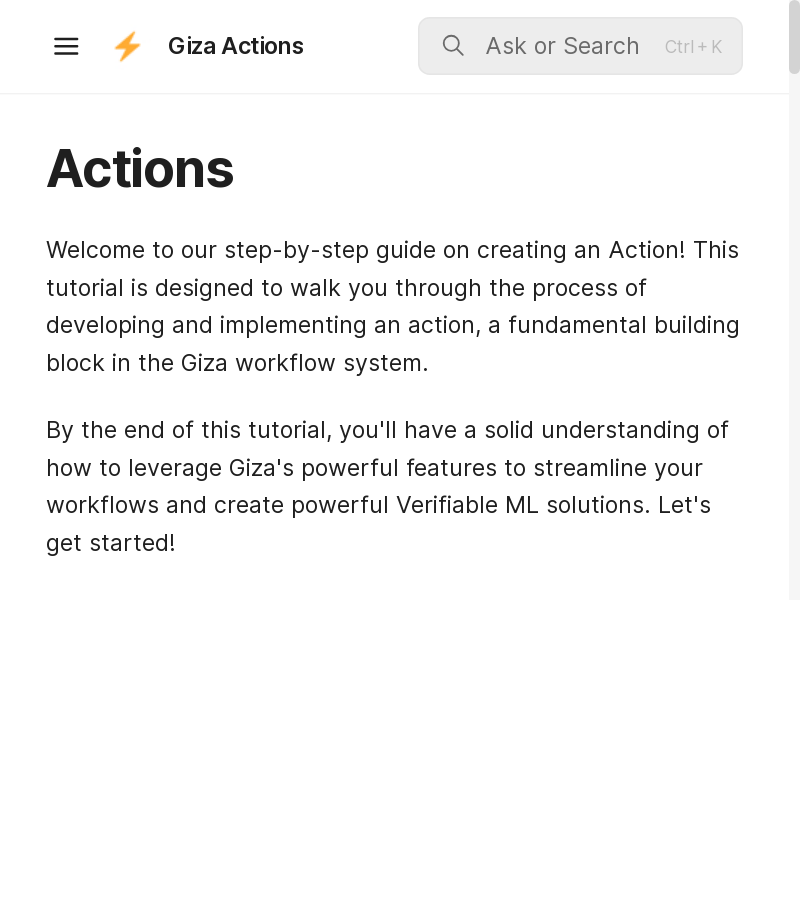 Giza Actions
Ask or Search
Ctrl + K
Actions
Welcome to our step-by-step guide on creating an Action! This
tutorial is designed to walk you through the process of
developing and implementing an action, a fundamental building
block in the Giza workflow system.
By the end of this tutorial, you'll have a solid understanding of
how to leverage Giza's powerful features to streamline your
workflows and create powerful Verifiable ML solutions. Let's
get started!